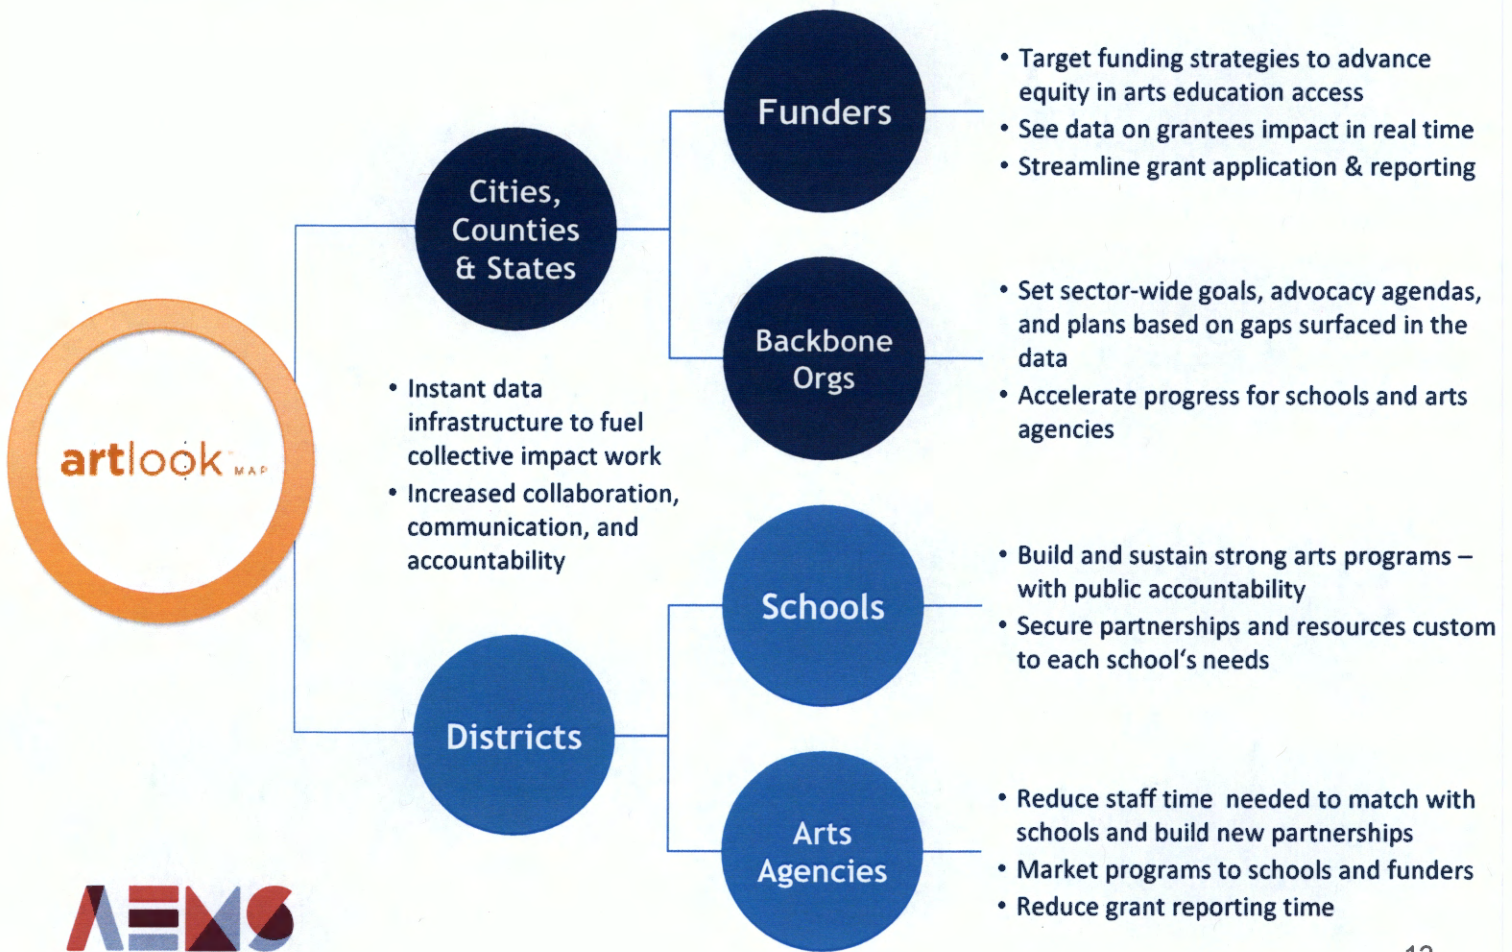 artlook MAP
Cities,
Counties
& States
• Instant data
infrastructure to fuel
collective impact work
• Increased collaboration,
communication, and
accountability
Districts
Funders
• Target funding strategies to advance
equity in arts education access
• See data on grantees impact in real time
• Streamline grant application & reporting
Backbone
Orgs
• Set sector-wide goals, advocacy agendas,
and plans based on gaps surfaced in the
data
• Accelerate progress for schools and arts
agencies
Schools
• Build and sustain strong arts programs –
with public accountability
• Secure partnerships and resources custom
to each school‘s needs
Arts
Agencies
• Reduce staff time needed to match with
schools and build new partnerships
• Market programs to schools and funders
• Reduce grant reporting time
AEMS